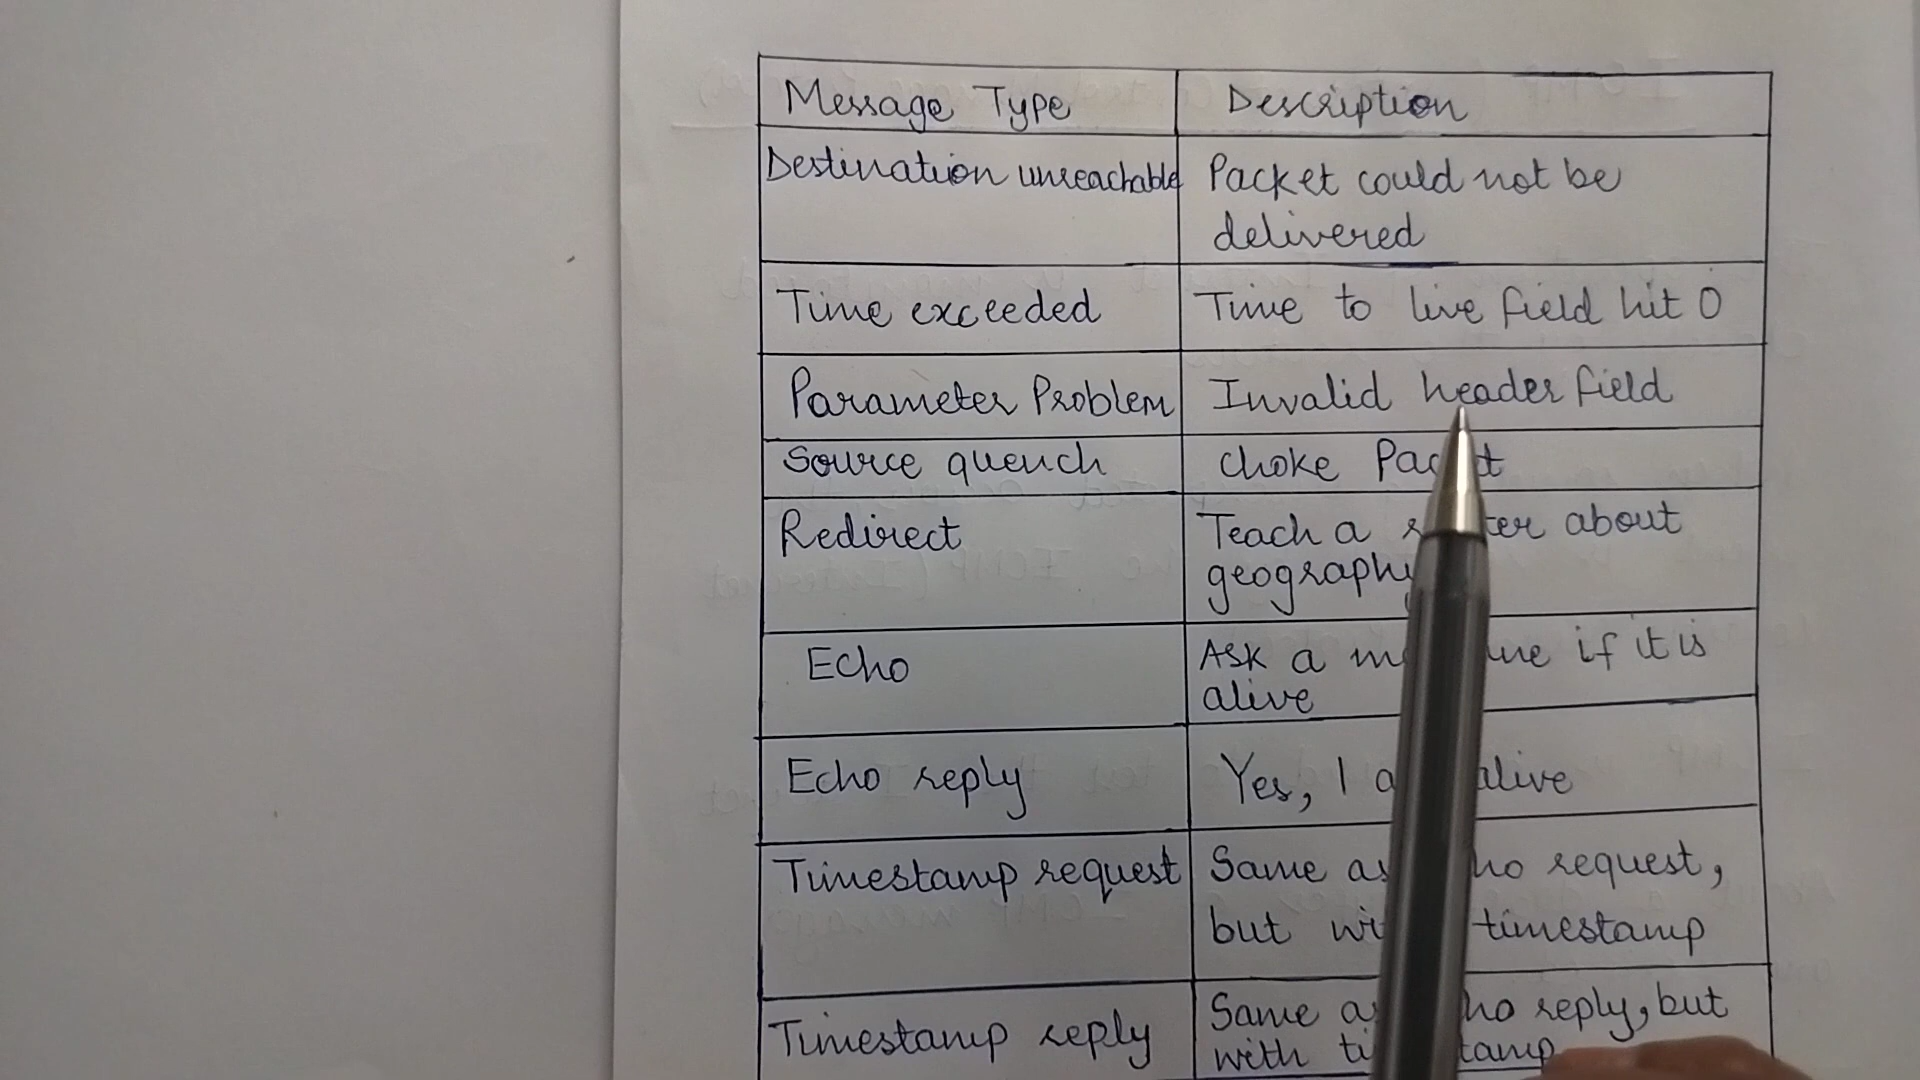 Message Type Description
Destination unreachable Packet could not be
delivered
Time exceeded Time to live field hit 0
Parameter Problem Invalid header field
Source quench choke
Redirect Teach a about
geography
Echo Ask a if it is
alive
Echo reply Yes, I alive
Timestamp request Same as request,
but timestamp
Timestamp reply Same reply, but
with